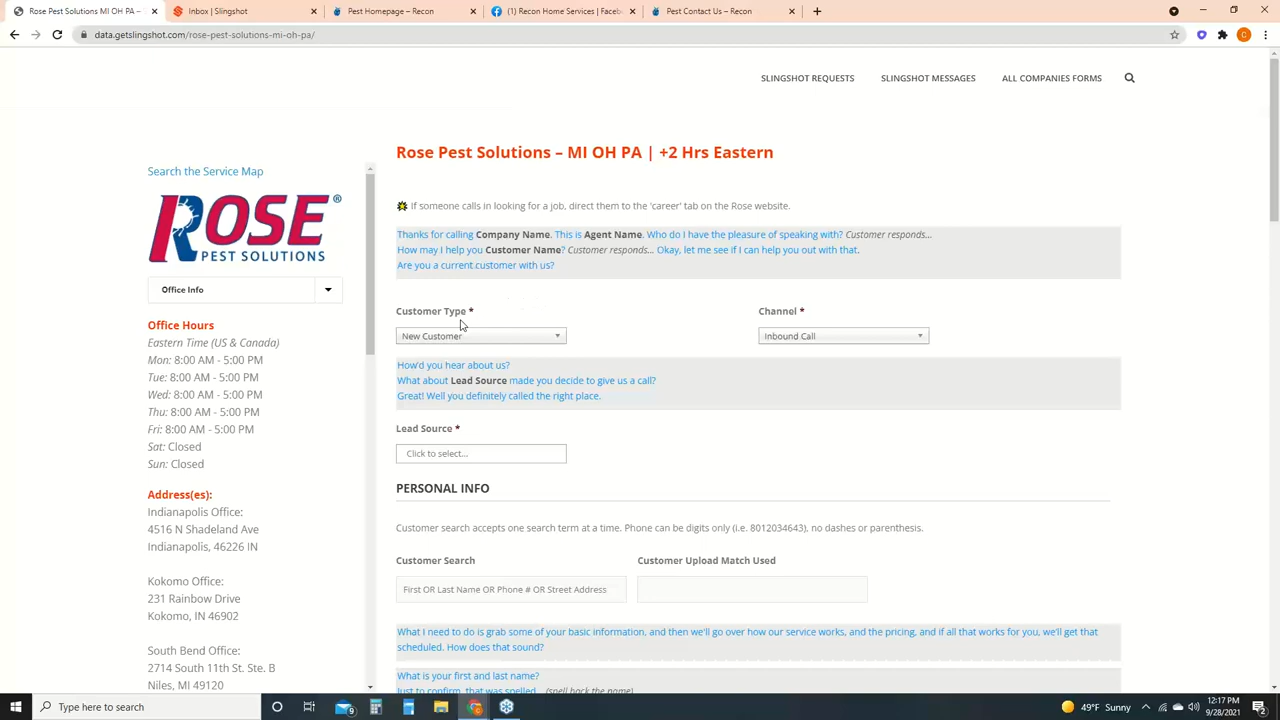 Rose Pest Solutions - MI OH PA
Inbox | Slingshot
Pest Homepage - Recon
(1) Recon Services MI | Faceb
Pest Contact Us - Recon
data.getslingshot.com/rose-pest-solutions-mi-oh-pa/
SLINGSHOT REQUESTS
SLINGSHOT MESSAGES
ALL COMPANIES FORMS
Search the Service Map
ROSE®
PEST SOLUTIONS
Office Info
Office Hours
Eastern Time (US & Canada)
Mon: 8:00 AM - 5:00 PM
Tue: 8:00 AM - 5:00 PM
Wed: 8:00 AM - 5:00 PM
Thu: 8:00 AM - 5:00 PM
Fri: 8:00 AM - 5:00 PM
Sat: Closed
Sun: Closed
Address(es):
Indianapolis Office:
4516 N Shadeland Ave
Indianapolis, 46226 IN
Kokomo Office:
231 Rainbow Drive
Kokomo, IN 46902
South Bend Office:
2714 South 11th St. Ste. B
Niles, MI 49120
Rose Pest Solutions – MI OH PA | +2 Hrs Eastern
If someone calls in looking for a job, direct them to the 'career' tab on the Rose website.
Thanks for calling Company Name. This is Agent Name. Who do I have the pleasure of speaking with? Customer responds...
How may I help you Customer Name? Customer responds... Okay, let me see if I can help you out with that.
Are you a current customer with us?
Customer Type *
Channel *
New Customer
Inbound Call
How'd you hear about us?
What about Lead Source made you decide to give us a call?
Great! Well you definitely called the right place.
Lead Source *
Click to select...
PERSONAL INFO
Customer search accepts one search term at a time. Phone can be digits only (i.e. 8012034643), no dashes or parenthesis.
Customer Search
Customer Upload Match Used
First OR Last Name OR Phone # OR Street Address
What I need to do is grab some of your basic information, and then we'll go over how our service works, and the pricing, and if all that works for you, we'll get that
scheduled. How does that sound?
What is your first and last name?
Just to confirm, that was spelled... (spell back the name)
Type here to search
49°F Sunny
12:17 PM
9/28/2021